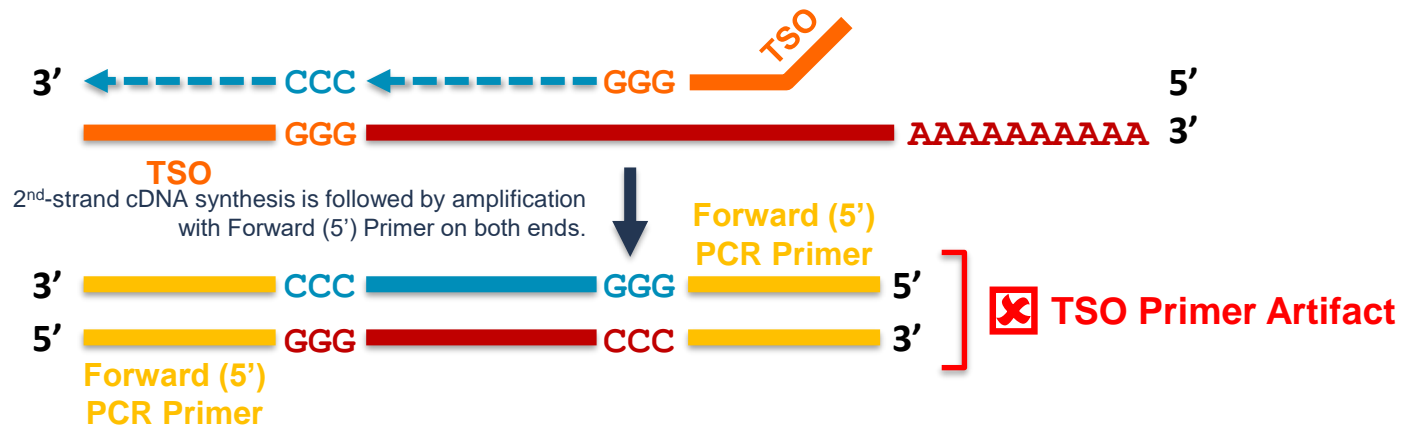 TSO
3’ CCC GGG 5’
GGG AAAAAAAAAA 3’
TSO
2nd-strand cDNA synthesis is followed by amplification
with Forward (5’) Primer on both ends.
Forward (5’)
PCR Primer
3’ CCC GGG 5’
TSO Primer Artifact
5’ GGG CCC 3’
Forward (5’)
PCR Primer